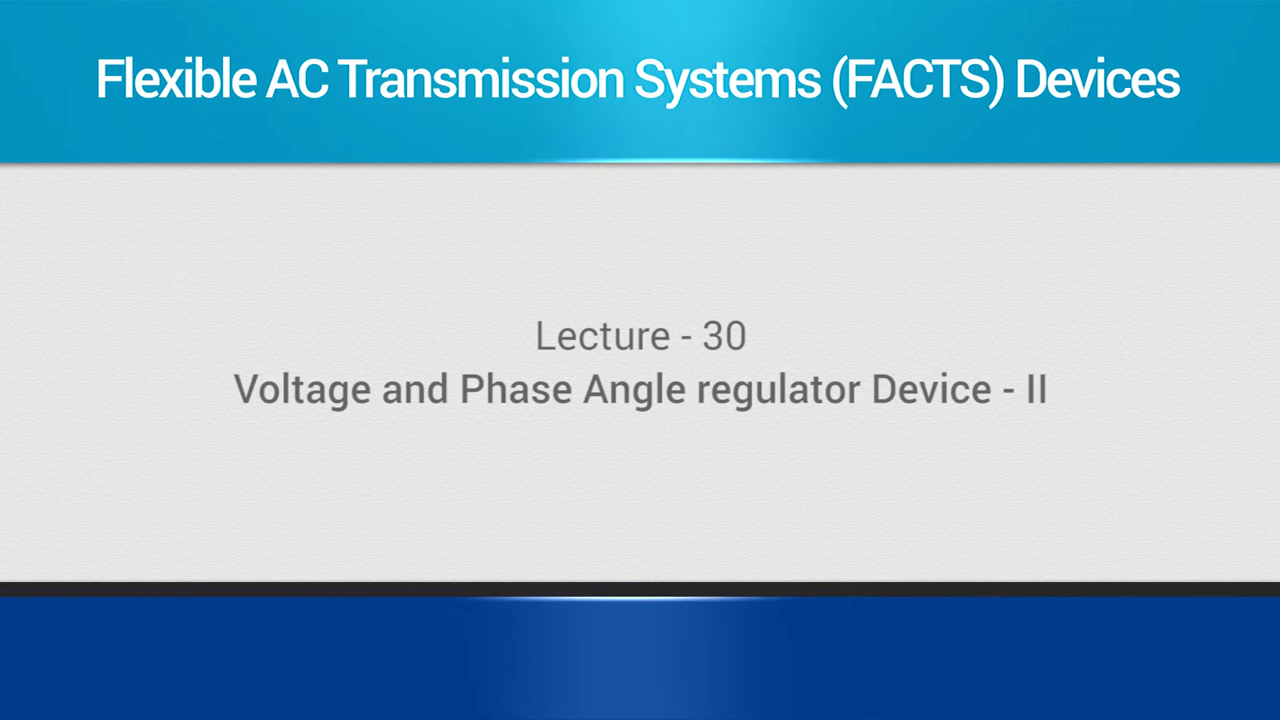 Flexible AC Transmission Systems (FACTS) Devices
Lecture - 30
Voltage and Phase Angle regulator Device - II